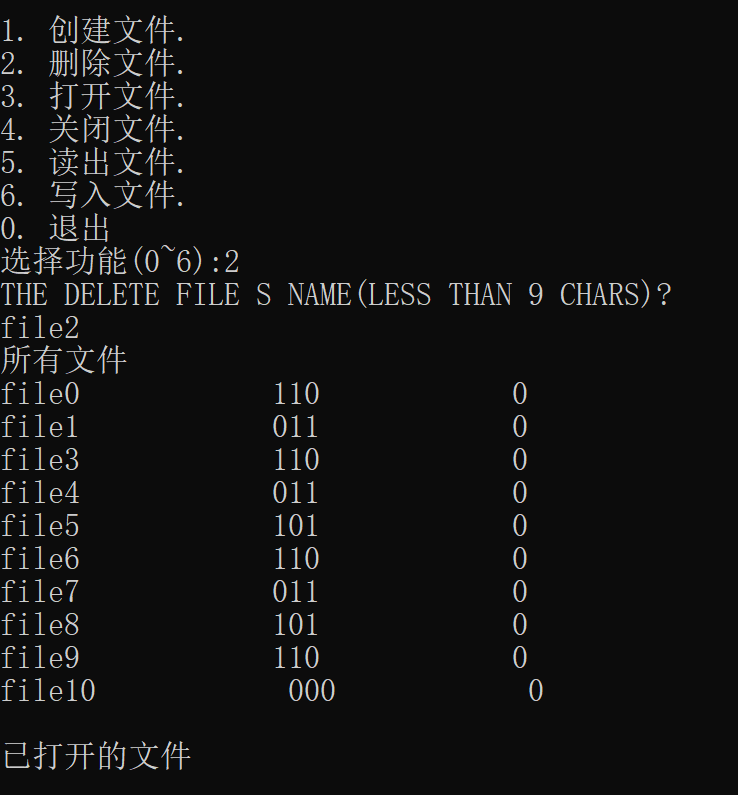 1. 创建文件.
2. 删除文件.
3. 打开文件.
4. 关闭文件.
5. 读出文件.
6. 写入文件.
0. 退出
选择功能(0~6):2
THE DELETE FILE S NAME(LESS THAN 9 CHARS)?
file2
所有文件
file0 110 0
file1 011 0
file3 110 0
file4 011 0
file5 101 0
file6 110 0
file7 011 0
file8 101 0
file9 110 0
file10 000 0
已打开的文件